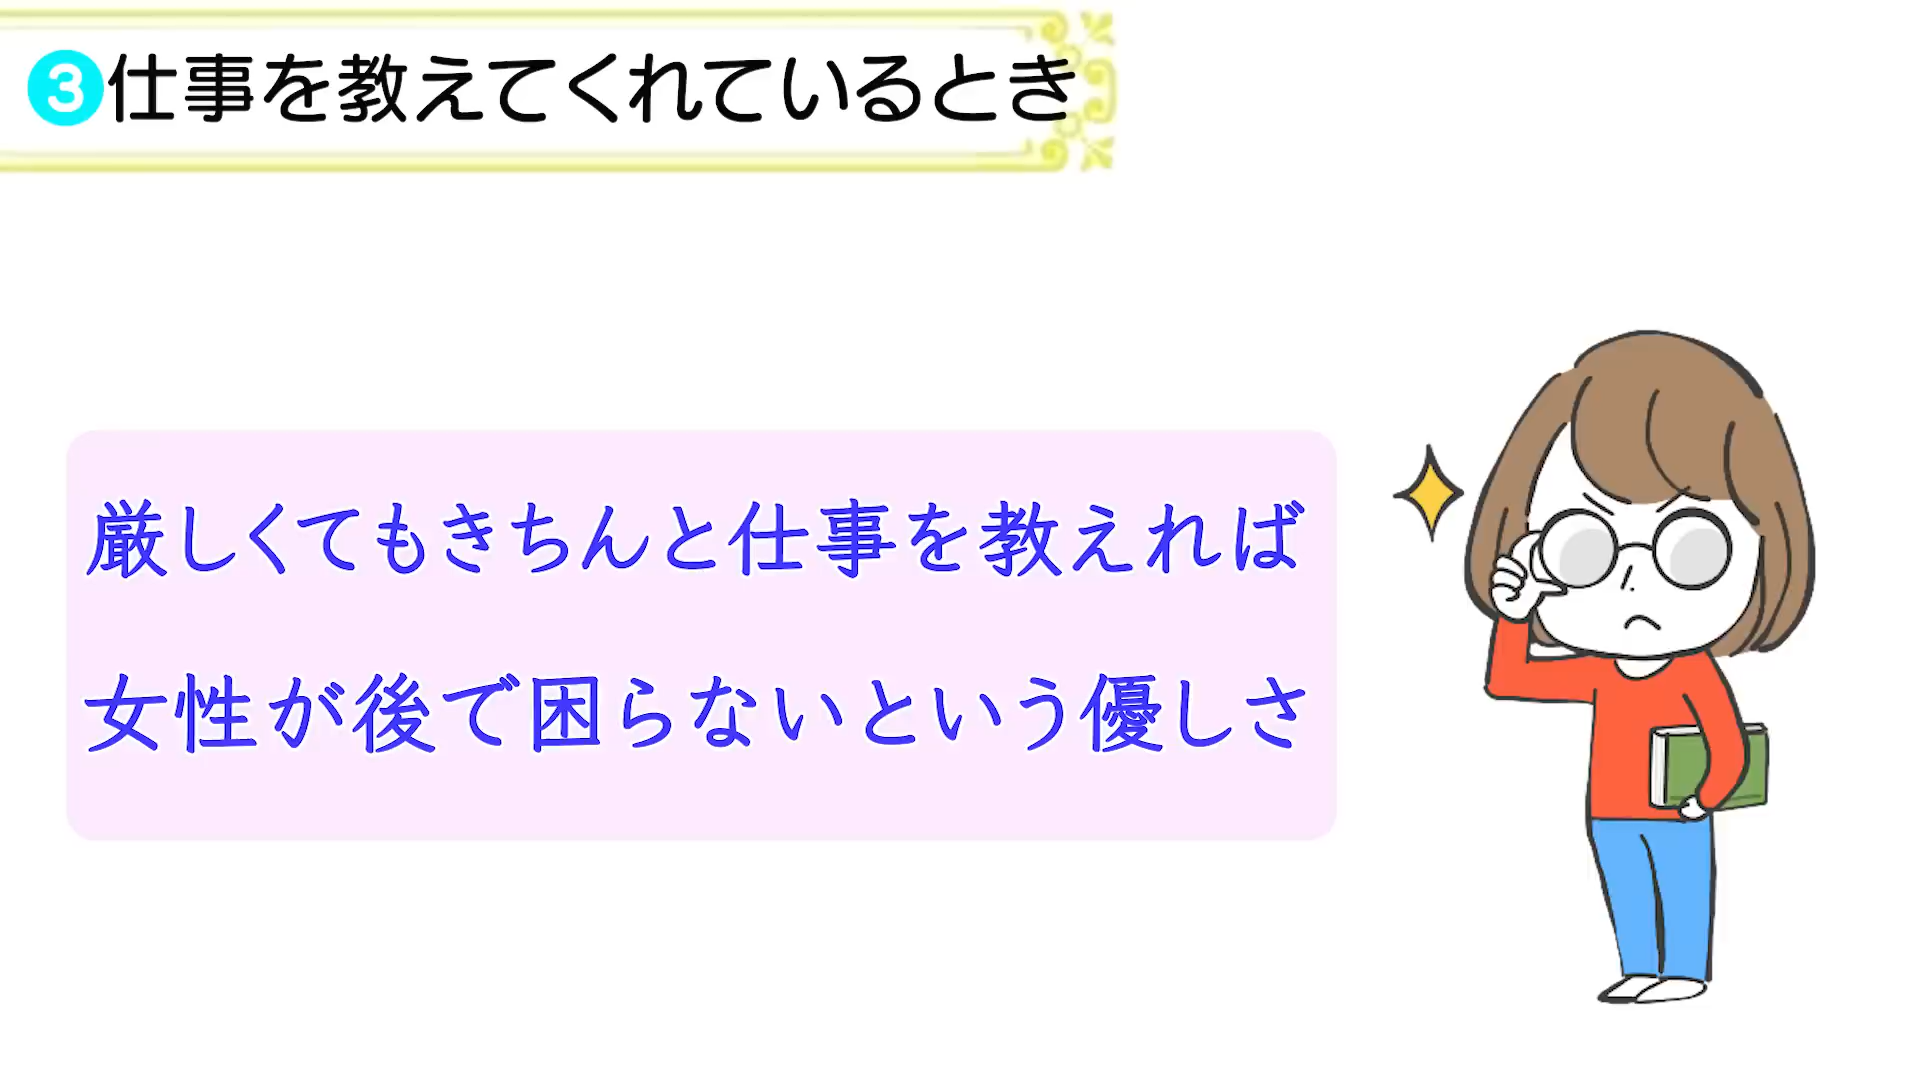 ❸仕事を教えてくれているとき
厳しくてもきちんと仕事を教えれば
女性が後で困らないという優しさ